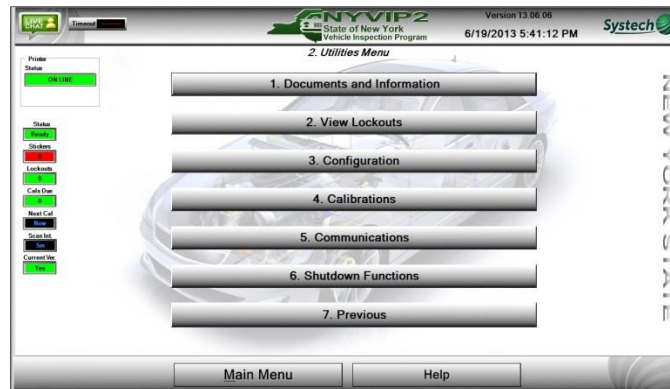 LIVE
CHAT
Timeout
NYVIP2
State of New York
Vehicle Inspection Program
Version 13.06.06
6/19/2013 5:41:12 PM
Systech
2. Utilities Menu
Printer
Status
ON LINE
Status
Ready
Stickers
0
Lockouts
0
Cals Due
0
Next Cal
Now
Scan Int.
5m
Current Ver.
Yes
1. Documents and Information
2. View Lockouts
3. Configuration
4. Calibrations
5. Communications
6. Shutdown Functions
7. Previous
NEW YORK STATE
Main Menu
Help